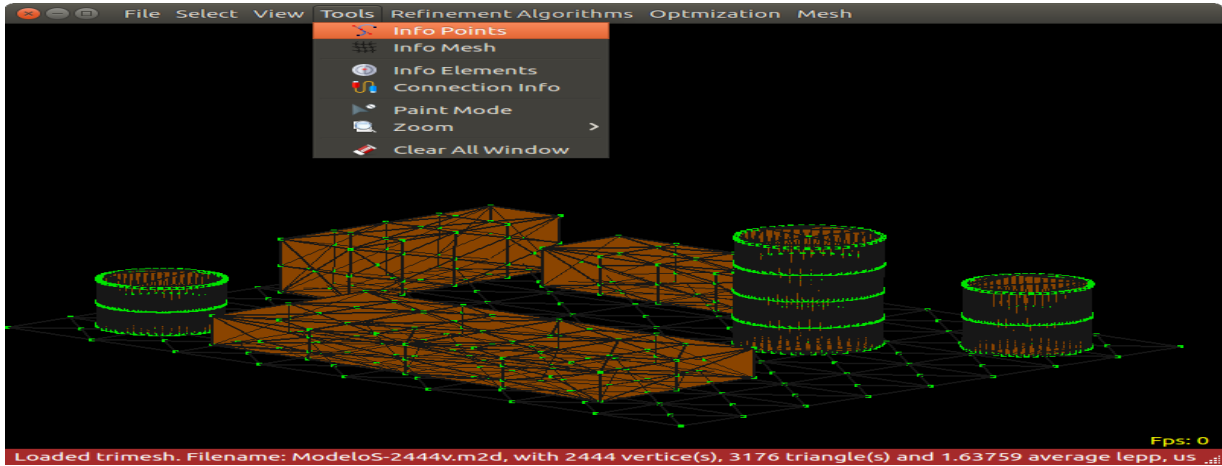 File Select View Tools Refinement Algorithms Optmization Mesh
Info Points
Info Mesh
Info Elements
Connection Info
Paint Mode
Zoom >
Clear All Window
Fps: 0
Loaded trimesh. Filename: ModeloS-2444v.m2d, with 2444 vertice(s), 3176 triangle(s) and 1.63759 average lepp, us